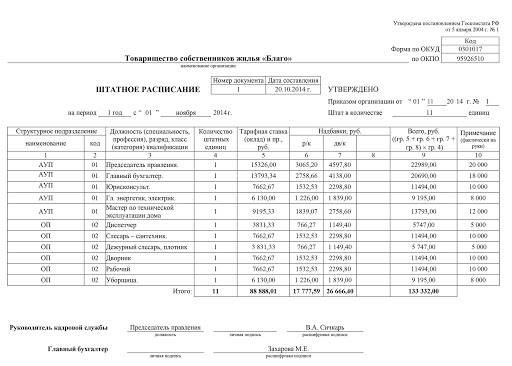 Утверждена постановлением Госкомстата РФ
от 5 января 2004 г. № 1
Код
Форма по ОКУД 0301017
Товарищество собственников жилья «Благо» по ОКПО 95926510
наименование организации
Номер документа Дата составления
ШТАТНОЕ РАСПИСАНИЕ 1 20.10.2014 г. УТВЕРЖДЕНО
Приказом организации от “ 01 ” 11 20 14 г. № 1
на период 1 год с “ 01 ” ноября 2014 г. Штат в количестве 11 единиц
Структурное подразделение Должность (специальность, профессия), разряд, класс (категория) квалификации Количество штатных единиц Тарифная ставка (оклад) и пр., руб. Надбавки, руб. Всего, руб. ((гр. 5 + гр. 6 + гр. 7 + гр. 8) × гр. 4) Примечание (фактически на руки)
наименование код р/к дв/к
1 2 3 4 5 6 7 8 9 10
АУП 01 Председатель правления. 1 15326,00 3065,20 4597,80 22989,00 20 000
АУП 01 Главный бухгалтер. 1 13793,34 2758,66 4138,00 20690,00 18 000
АУП 01 Юрисконсульт. 1 7662,67 1532,53 2298,80 11494,00 10 000
АУП 01 Гл. энергетик, электрик. 1 6 130,00 1 226,00 1 839,00 9 195,00 8 000
АУП 01 Мастер по технической эксплуатации дома 1 9195,33 1839,07 2758,60 13793,00 12 000
ОП 02 Диспетчер 1 3831,33 766,27 1149,40 5747,00 5 000
ОП 02 Слесарь – сантехник. 1 7662,67 1532,53 2298,80 11494,00 10 000
ОП 02 Дежурный слесарь, плотник 1 3 831,33 766,27 1 149,40 5 747,00 5 000
ОП 02 Дворник 1 7662,67 1532,53 2298,80 11494,00 10 000
ОП 02 Рабочий 1 7662,67 1532,53 2298,80 11494,00 10 000
ОП 02 Уборщица. 1 6 130,00 1 226,00 1 839,00 9 195,00 8 000
Итого: 11 88 888,01 17 777,59 26 666,40 133 332,00
Руководитель кадровой службы Председатель правления В.А. Сичкарь
должность личная подпись расшифровка подписи
Главный бухгалтер Захарова М.Е.
личная подпись расшифровка подписи